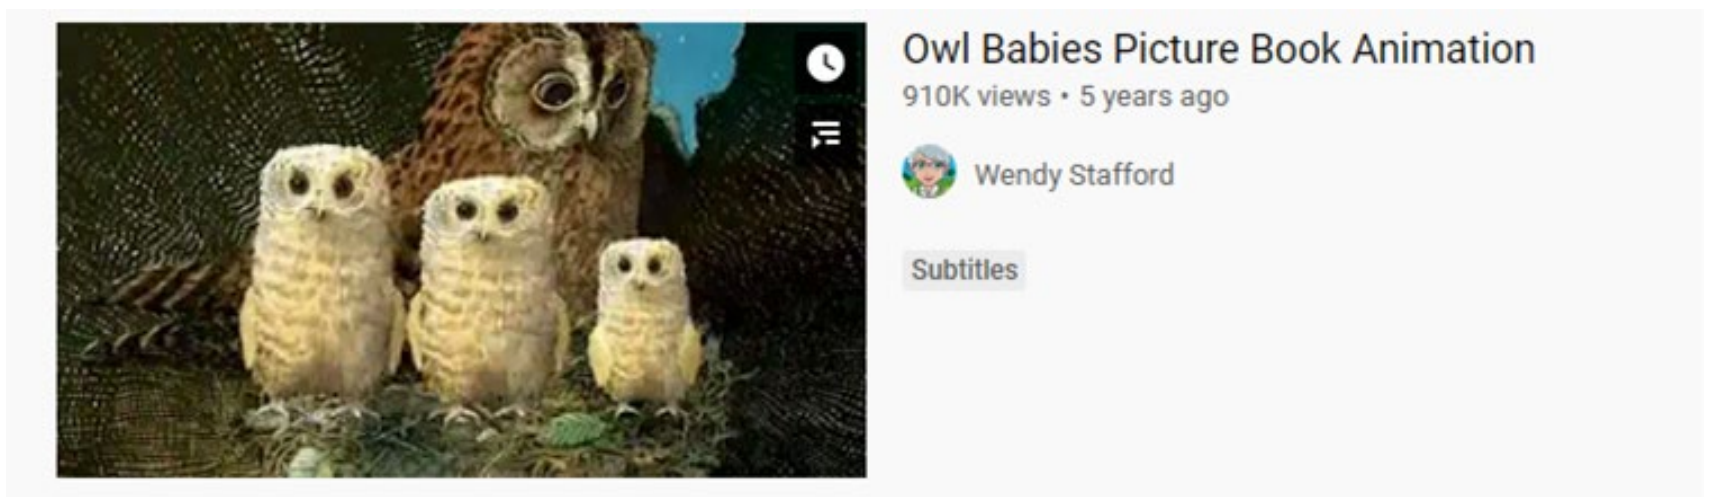 Owl Babies Picture Book Animation
910K views • 5 years ago
Wendy Stafford
Subtitles